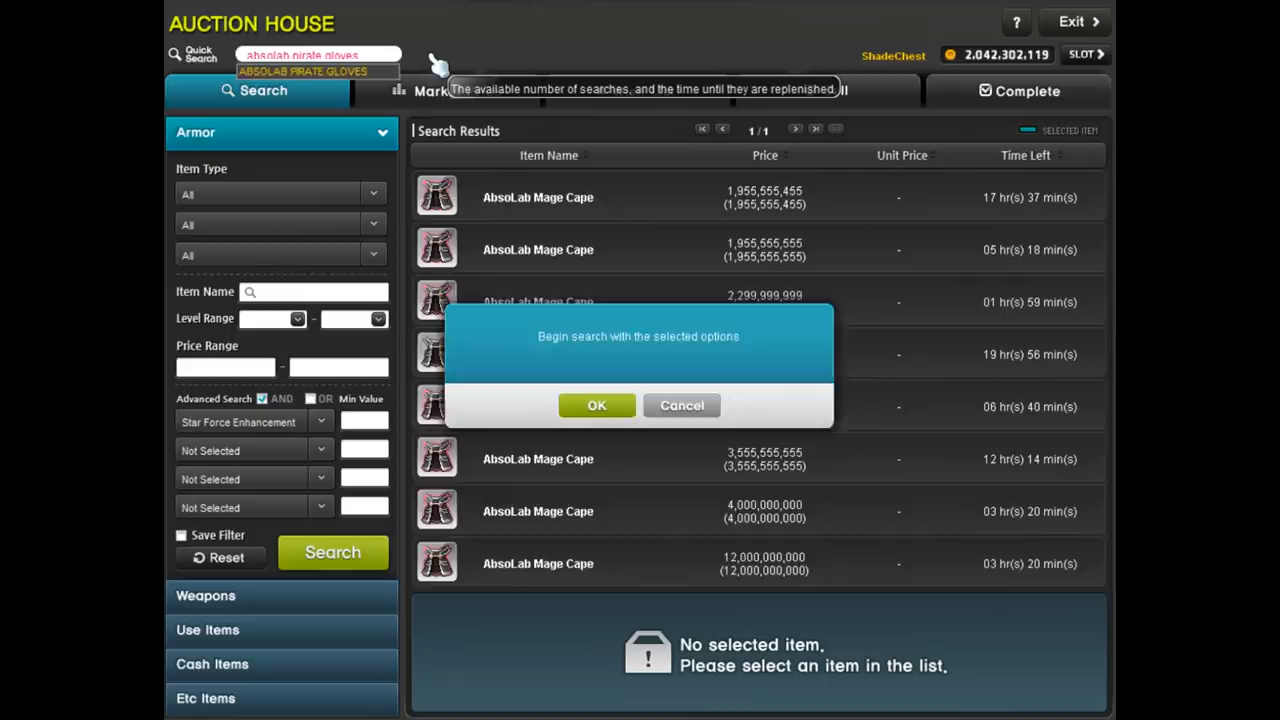 AUCTION HOUSE
?
Exit
Quick Search
absolab pirate gloves
ShadeChest
2,042,302,119
SLOT
ABSOLAB PIRATE GLOVES
Search
Mark
The available number of searches, and the time until they are replenished.
ll
Complete
Armor
Search Results
1 / 1
SELECTED ITEM
Item Name
Price
Unit Price
Time Left
Item Type
All
All
All
Item Name
Level Range
-
Price Range
-
Advanced Search
AND
OR
Min Value
Star Force Enhancement
Not Selected
Not Selected
Not Selected
Save Filter
Reset
Search
AbsoLab Mage Cape
1,955,555,455
(1,955,555,455)
-
17 hr(s) 37 min(s)
AbsoLab Mage Cape
1,955,555,555
(1,955,555,555)
-
05 hr(s) 18 min(s)
AbsoLab Mage Cape
2,299,999,999
01 hr(s) 59 min(s)
-
19 hr(s) 56 min(s)
-
06 hr(s) 40 min(s)
Begin search with the selected options
OK
Cancel
AbsoLab Mage Cape
3,555,555,555
(3,555,555,555)
-
12 hr(s) 14 min(s)
AbsoLab Mage Cape
4,000,000,000
(4,000,000,000)
-
03 hr(s) 20 min(s)
AbsoLab Mage Cape
12,000,000,000
(12,000,000,000)
-
03 hr(s) 20 min(s)
Weapons
Use Items
Cash Items
Etc Items
!
No selected item,
Please select an item in the list.